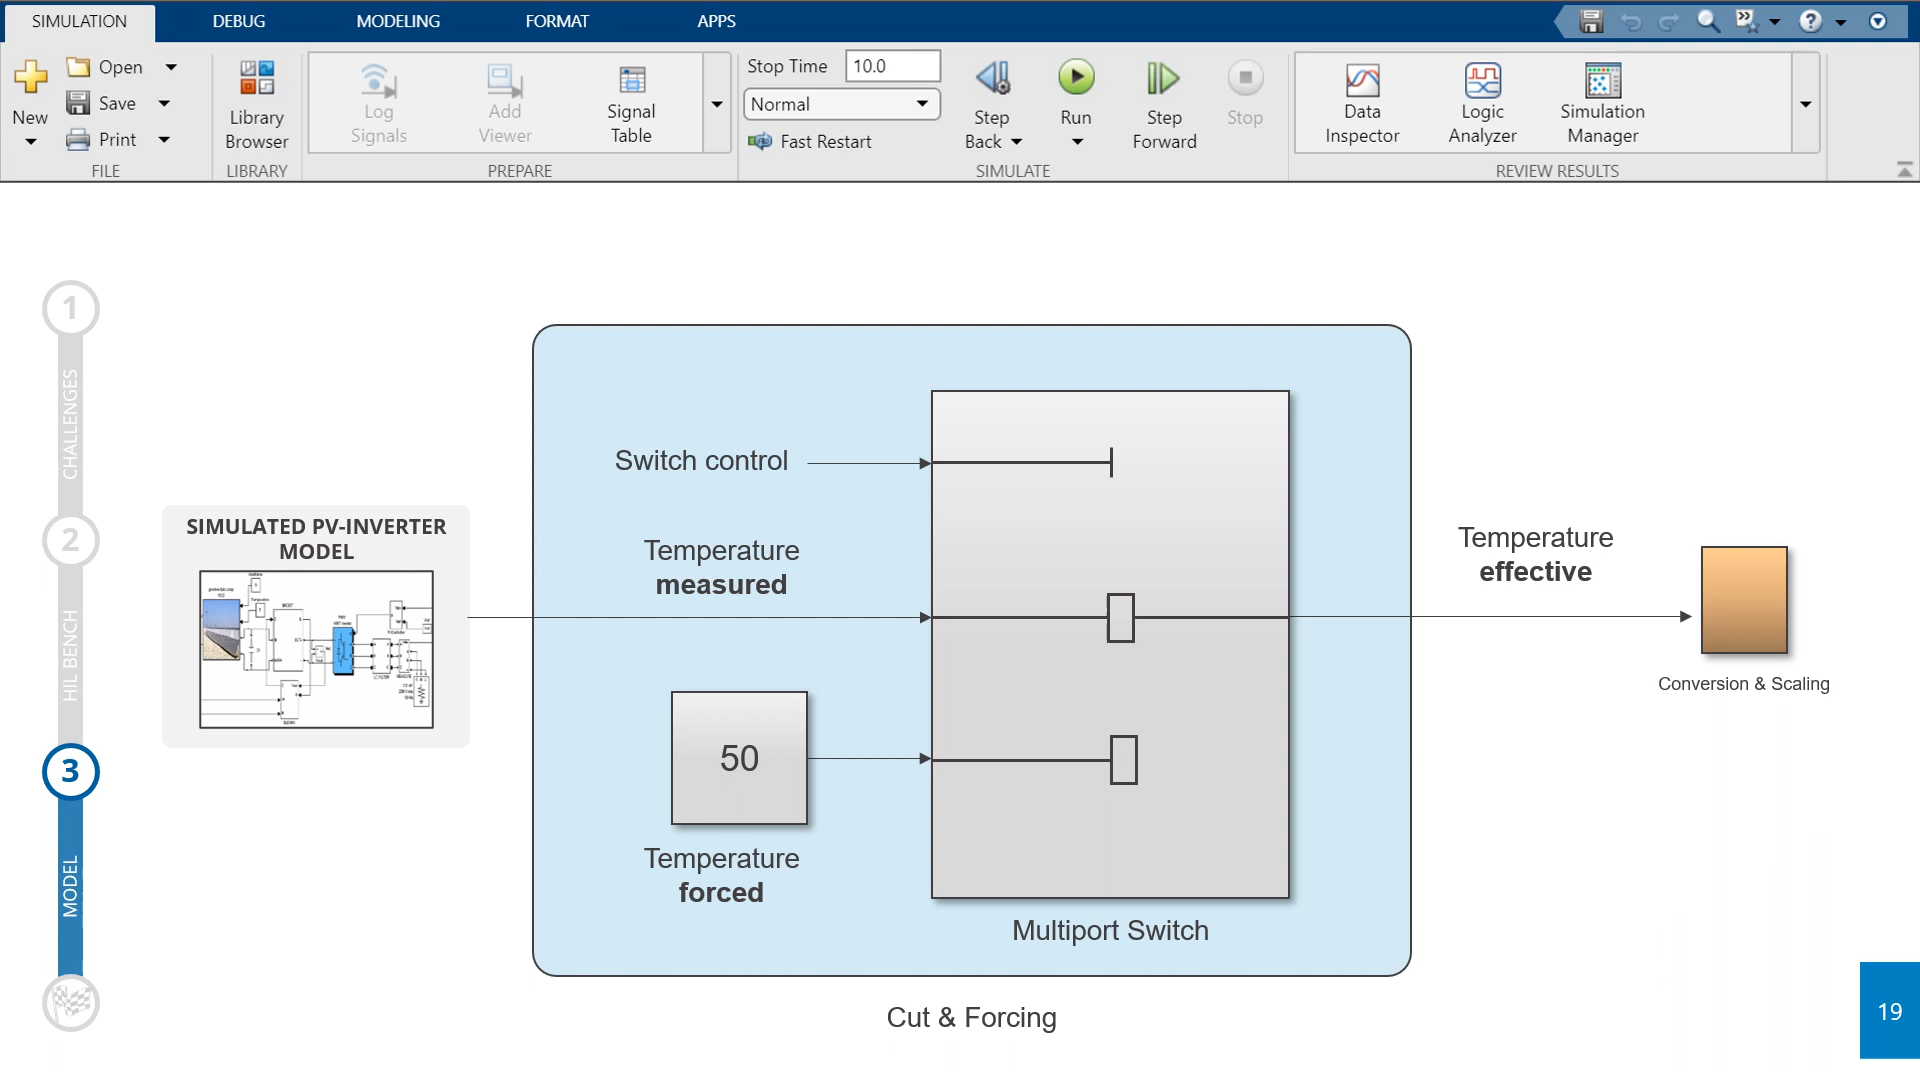 SIMULATION
DEBUG
MODELING
FORMAT
APPS
New
Open
Save
Print
FILE
Library
Browser
LIBRARY
Log
Signals
Add
Viewer
Signal
Table
PREPARE
Stop Time
10.0
Normal
Fast Restart
Step
Back
Run
Step
Forward
Stop
SIMULATE
Data
Inspector
Logic
Analyzer
Simulation
Manager
REVIEW RESULTS
1
CHALLENGES
2
HIL BENCH
3
MODEL
SIMULATED PV-INVERTER
MODEL
Switch control
Temperature
measured
50
Temperature
forced
Multiport Switch
Cut & Forcing
Temperature
effective
Conversion & Scaling
19